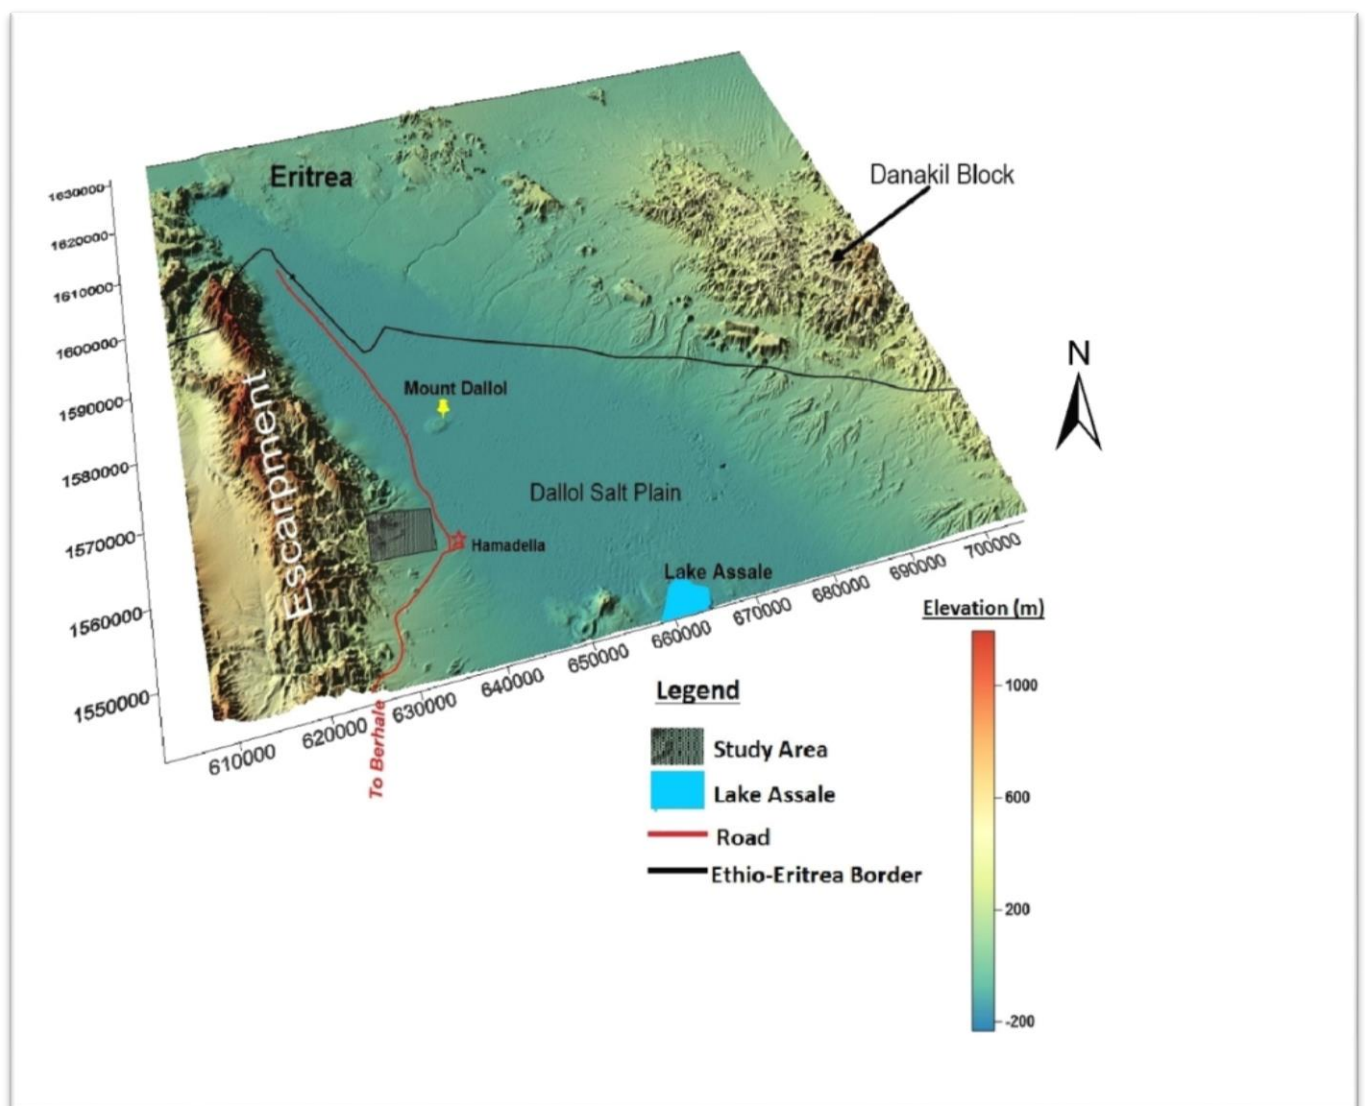 Eritrea
Danakil Block
1630000
1620000
1610000
1600000
1590000
1580000
1570000
1560000
1550000
N
Mount Dallol
Escarpment
Dallol Salt Plain
Hamadella
Lake Assale
610000
620000
630000
640000
650000
660000
670000
680000
690000
700000
To Berhale
Elevation (m)
1000
600
200
-200
Legend
Study Area
Lake Assale
Road
Ethio-Eritrea Border